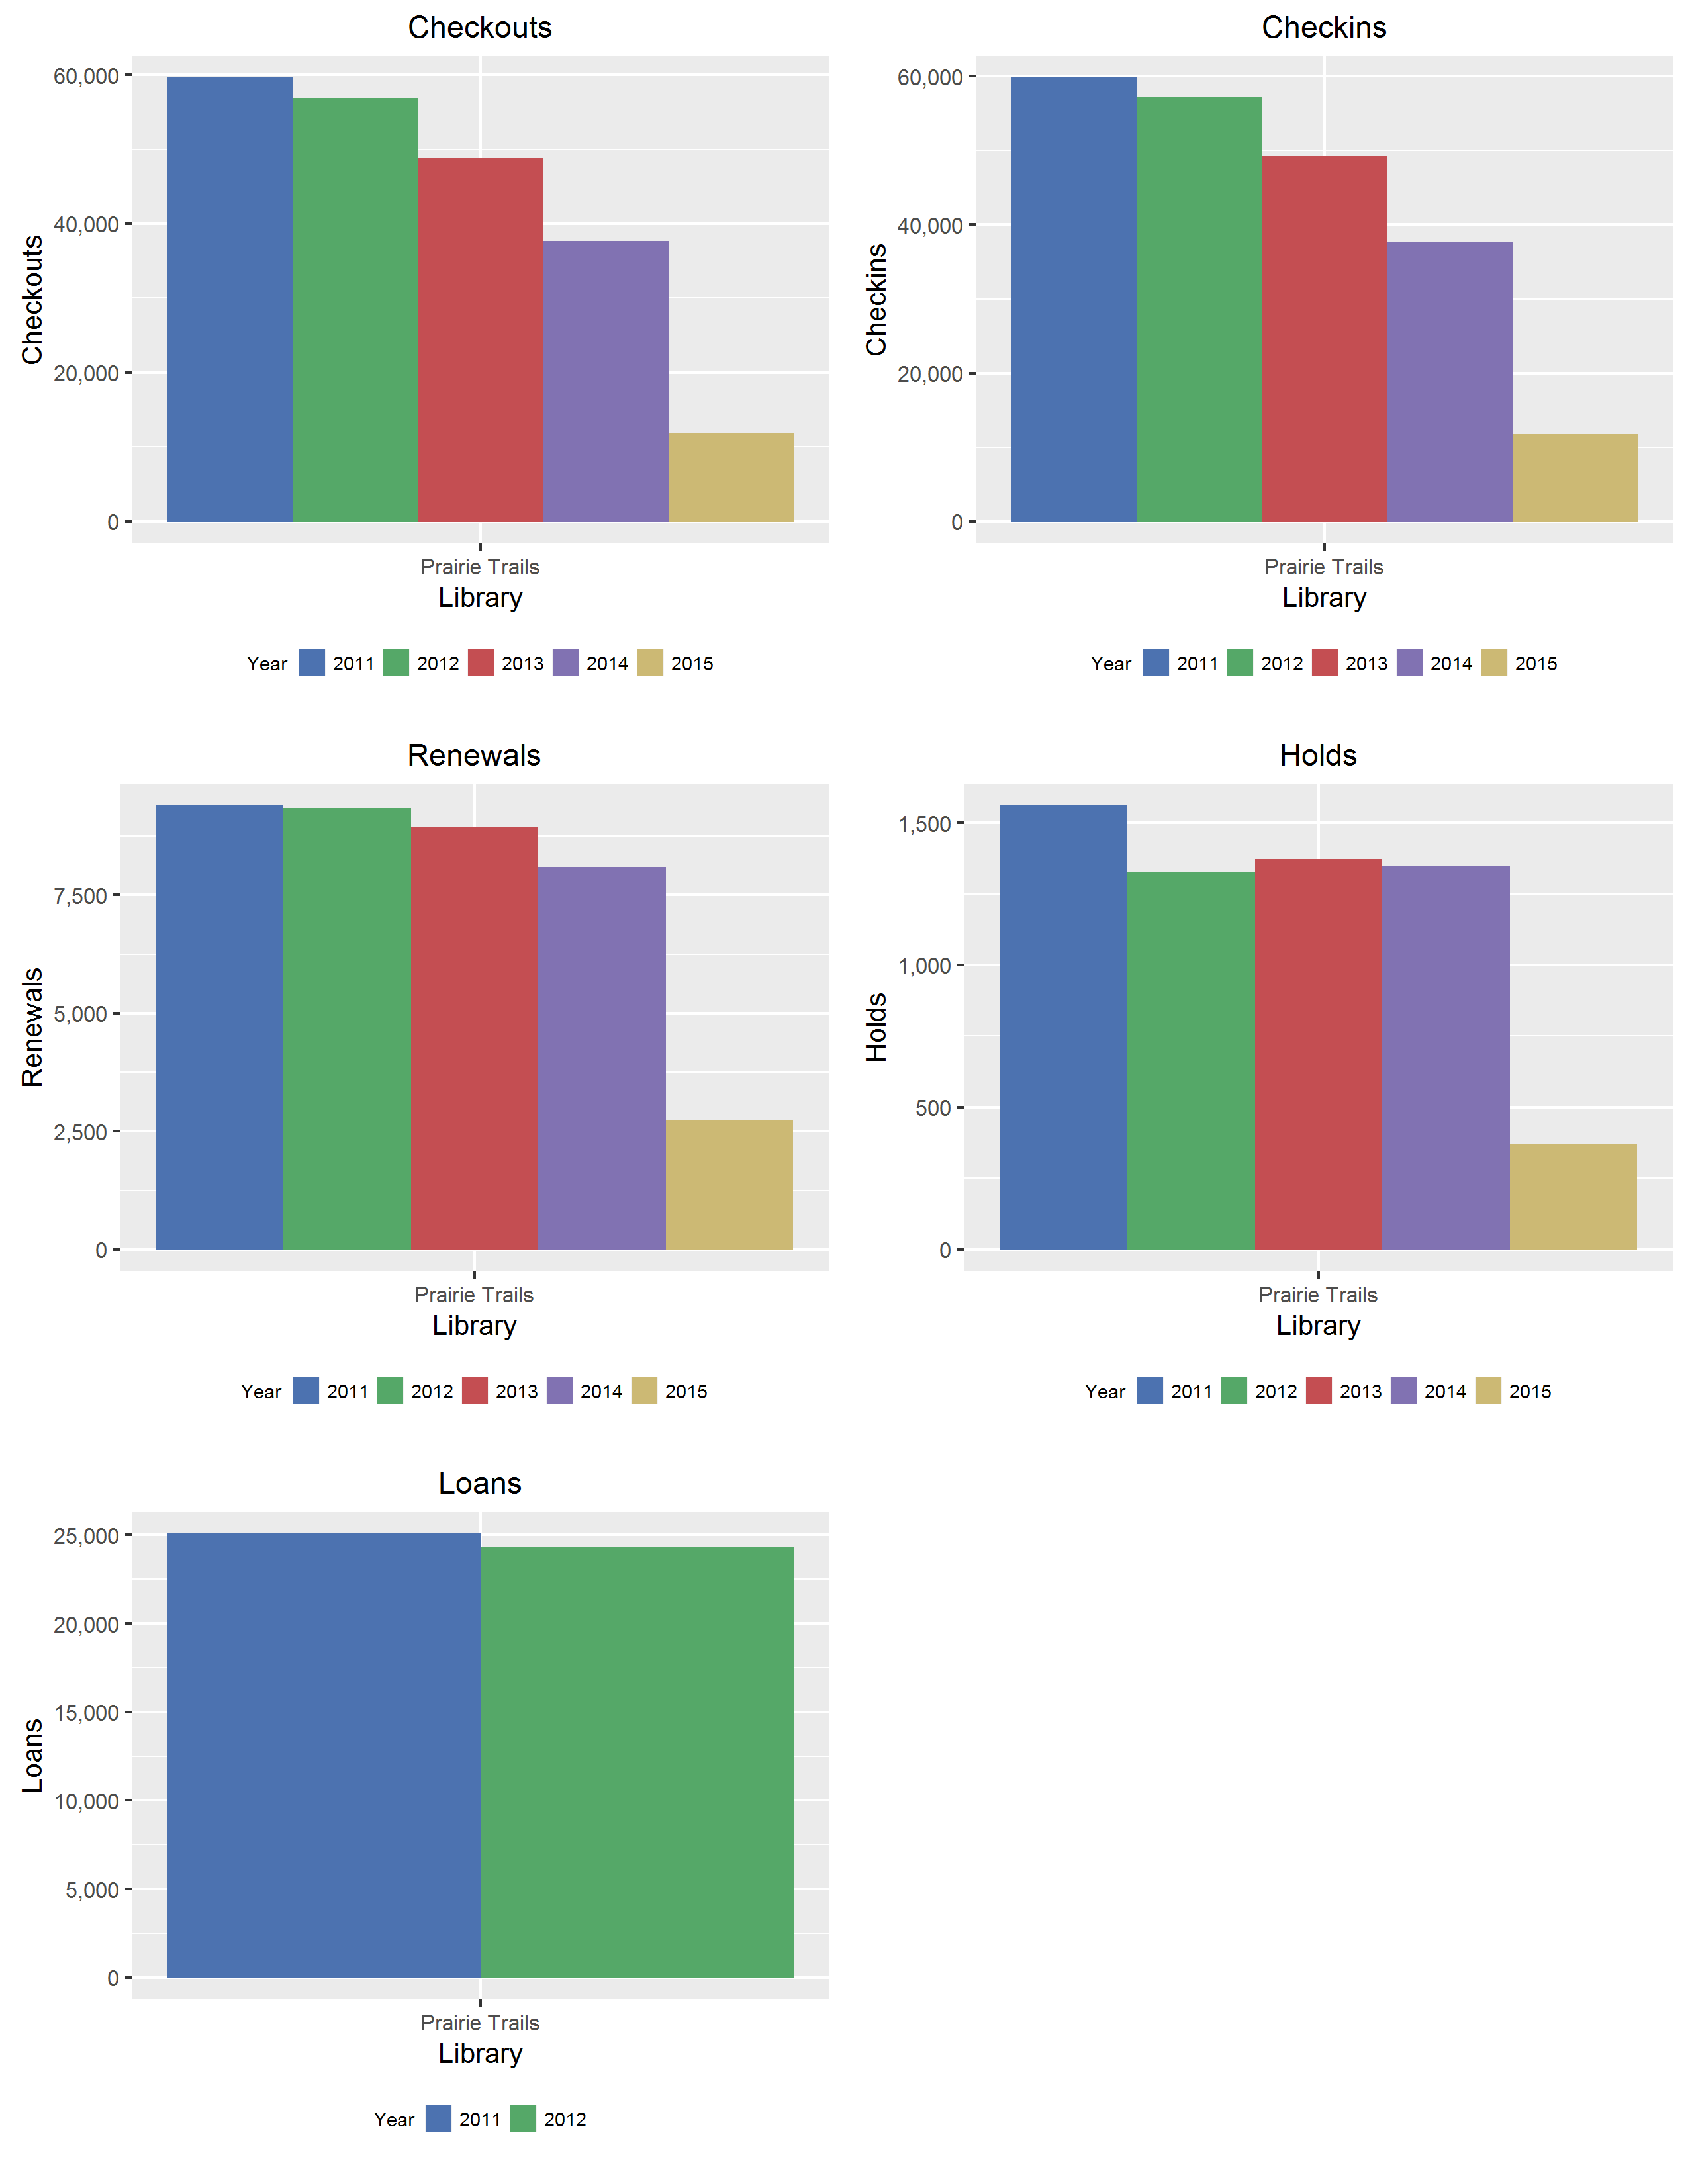 Checkouts
Checkouts
60,000
40,000
20,000
0
Prairie Trails
Library
Year 2011 2012 2013 2014 2015
Checkins
Checkins
60,000
40,000
20,000
0
Prairie Trails
Library
Year 2011 2012 2013 2014 2015
Renewals
Renewals
7,500
5,000
2,500
0
Prairie Trails
Library
Year 2011 2012 2013 2014 2015
Holds
Holds
1,500
1,000
500
0
Prairie Trails
Library
Year 2011 2012 2013 2014 2015
Loans
Loans
25,000
20,000
15,000
10,000
5,000
0
Prairie Trails
Library
Year 2011 2012